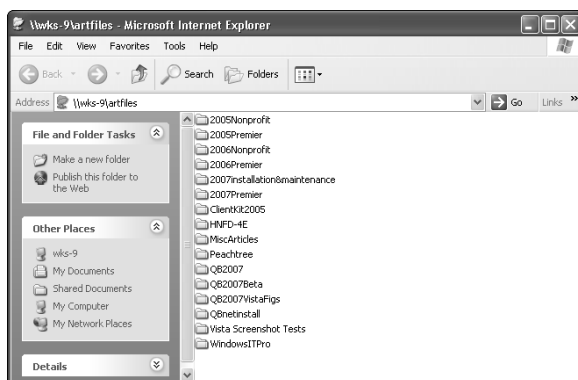 \\wks-9\artfiles - Microsoft Internet Explorer
File Edit View Favorites Tools Help
Back Search Folders
Address \\wks-9\artfiles Go Links »
File and Folder Tasks
Make a new folder
Publish this folder to
the Web
Other Places
wks-9
My Documents
Shared Documents
My Computer
My Network Places
Details
2005Nonprofit
2005Premier
2006Nonprofit
2006Premier
2007installation&maintenance
2007Premier
ClientKit2005
HNFD-4E
MiscArticles
Peachtree
QB2007
QB2007Beta
QB2007VistaFigs
QBnetinstall
Vista Screenshot Tests
WindowsITPro